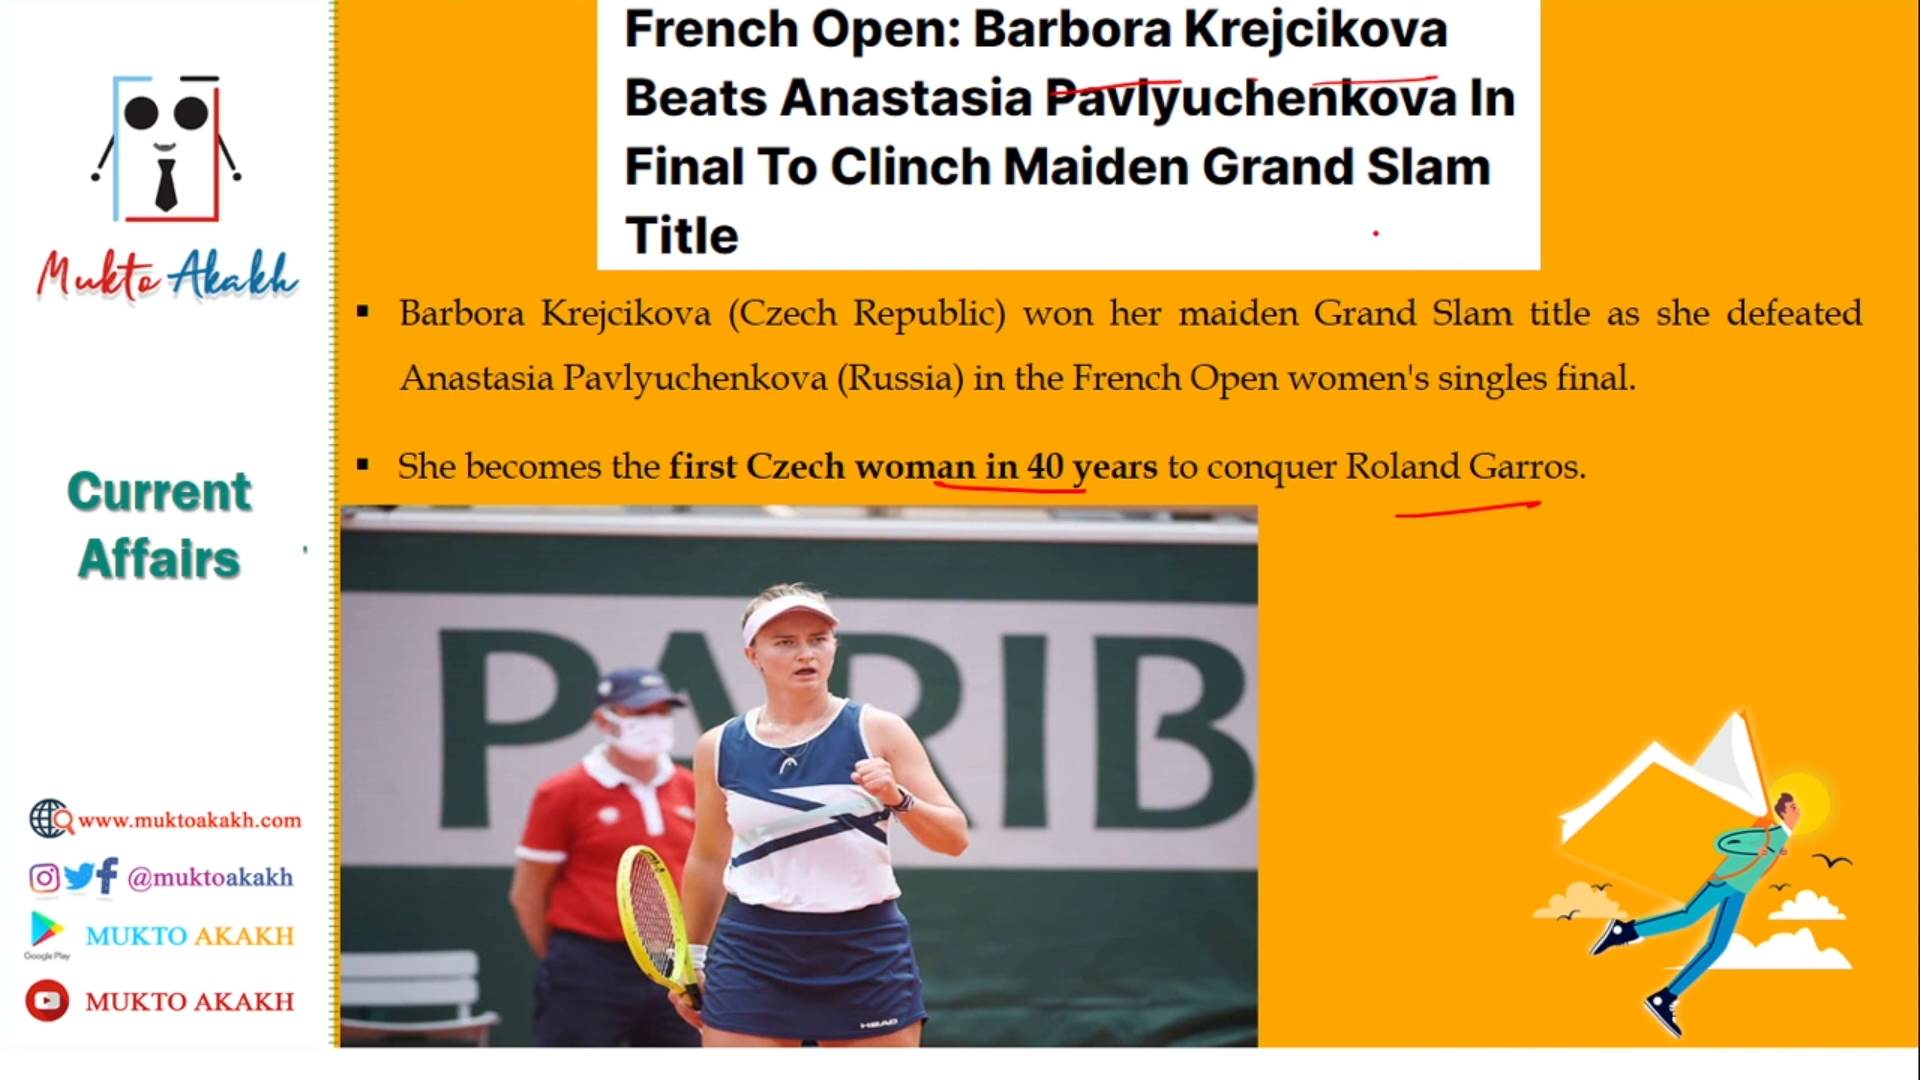 French Open: Barbora Krejcikova
Beats Anastasia Pavlyuchenkova In
Final To Clinch Maiden Grand Slam
Title
Mukto Akakh
▪ Barbora Krejcikova (Czech Republic) won her maiden Grand Slam title as she defeated
Anastasia Pavlyuchenkova (Russia) in the French Open women's singles final.
▪ She becomes the first Czech woman in 40 years to conquer Roland Garros.
Current
Affairs
PARIB
HEAD
www.muktoakakh.com
@muktoakakh
Google Play
MUKTO AKAKH
MUKTO AKAKH